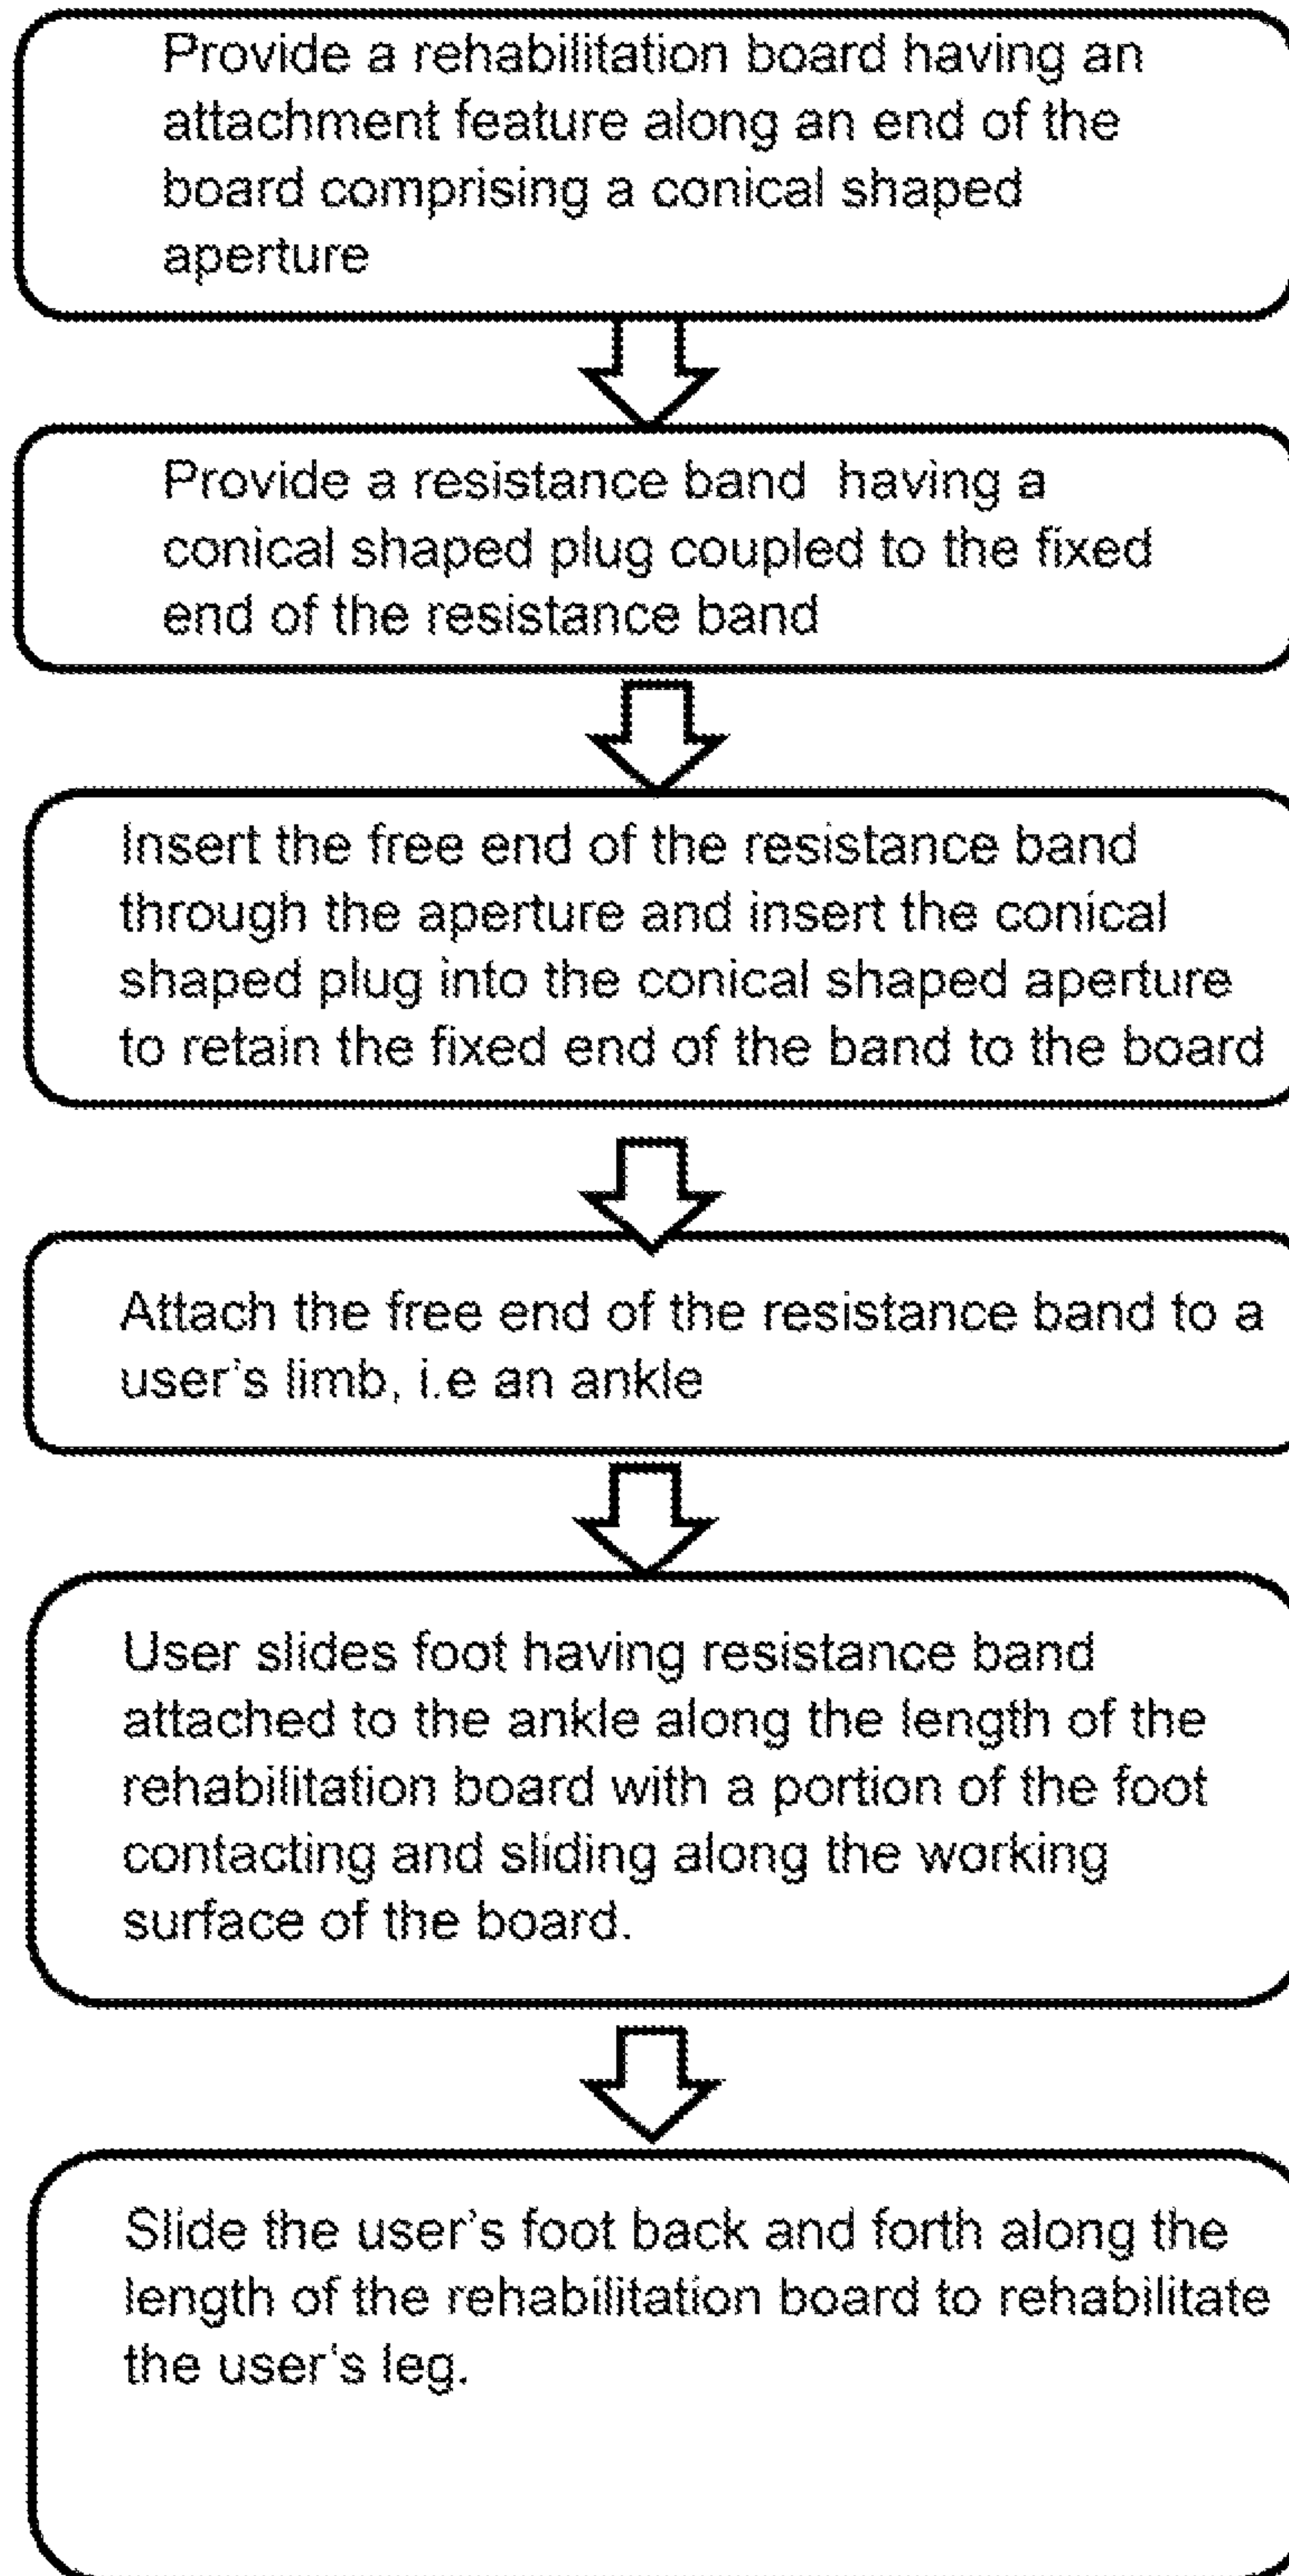 Provide a rehabilitation board having an
attachment feature along an end of the
board comprising a conical shaped
aperture
Provide a resistance band  having a
conical shaped plug coupled to the fixed
end of the resistance band
Insert the free end of the resistance band
through the aperture and insert the conical
shaped plug into the conical shaped aperture
to retain the fixed end of the band to the board
Attach the free end of the resistance band to a
user's limb, i.e an ankle
User slides foot having resistance band
attached to the ankle along the length of the
rehabilitation board with a portion of the foot
contacting and sliding along the working
surface of the board.
Slide the user's foot back and forth along the
length of the rehabilitation board to rehabilitate
the user's leg.